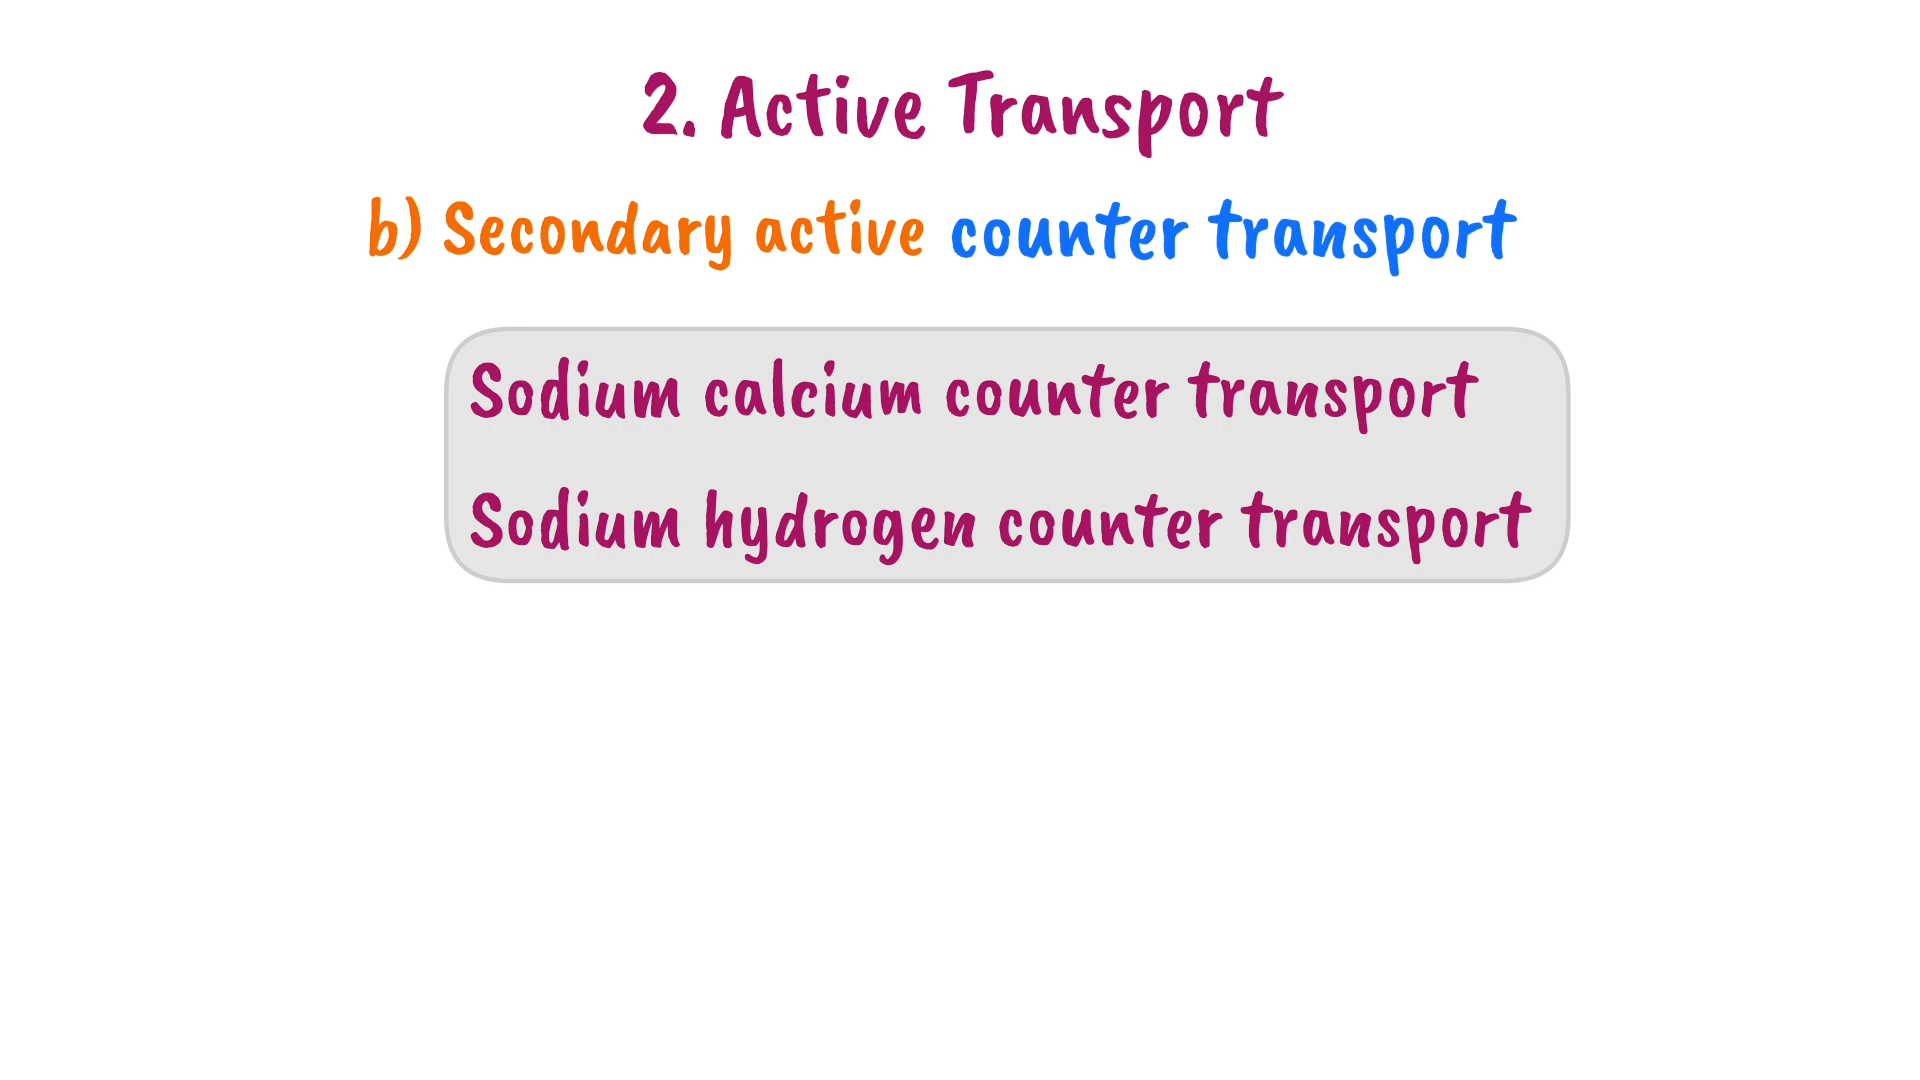 2. Active Transport
b) Secondary active counter transport
Sodium calcium counter transport
Sodium hydrogen counter transport